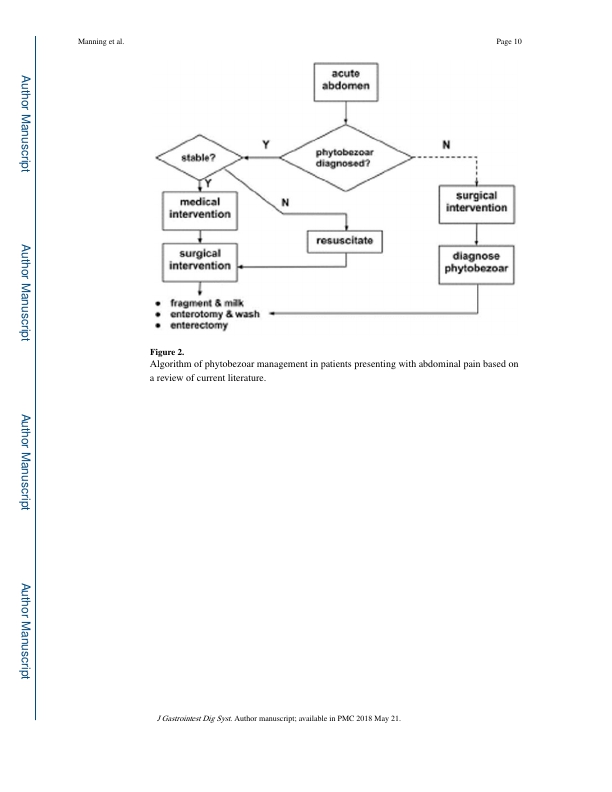 Manning et al.
Page 10
Author Manuscript
Author Manuscript
Author Manuscript
Author Manuscript
acute
abdomen
phytobezoar
diagnosed?
Y
N
stable?
Y
N
medical
intervention
surgical
intervention
resuscitate
surgical
intervention
diagnose
phytobezoar
• fragment & milk
• enterotomy & wash
• enterectomy
Figure 2.
Algorithm of phytobezoar management in patients presenting with abdominal pain based on
a review of current literature.
J Gastrointest Dig Syst. Author manuscript; available in PMC 2018 May 21.